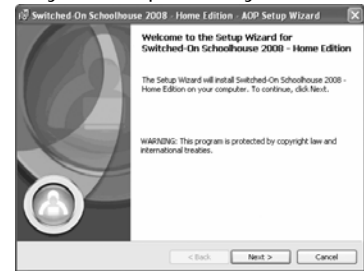 Switched-On Schoolhouse 2008 - Home Edition - AOP Setup Wizard
Welcome to the Setup Wizard for
Switched-On Schoolhouse 2008 - Home Edition
The Setup Wizard will install Switched-On Schoolhouse 2008 -
Home Edition on your computer. To continue, click Next.
WARNING: This program is protected by copyright law and
international treaties.
< Back Next > Cancel